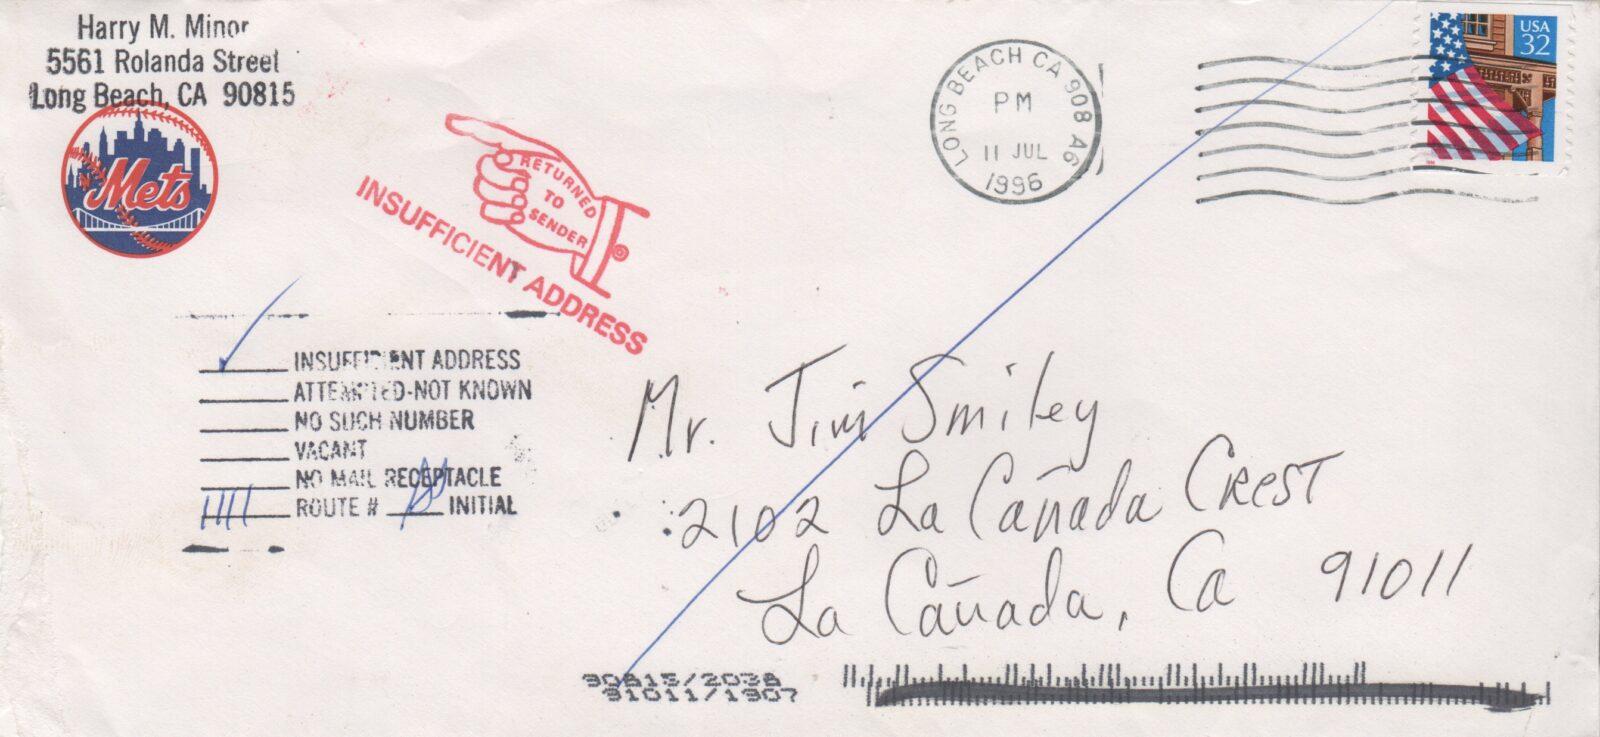 Harry M. Minor
5561 Rolanda Street
Long Beach, CA 90815
Mets
LONG BEACH CA 908 A6
PM
11 JUL
1996
USA
32
RETURNED
TO
SENDER
INSUFFICIENT ADDRESS
INSUFFICIENT ADDRESS
ATTEMPTED-NOT KNOWN
NO SUCH NUMBER
VACANT
NO MAIL RECEPTACLE
ROUTE # INITIAL
Mr. Jim Smiley
2102 La Cañada Crest
La Cañada, Ca 91011
90815/2038
91011/1907